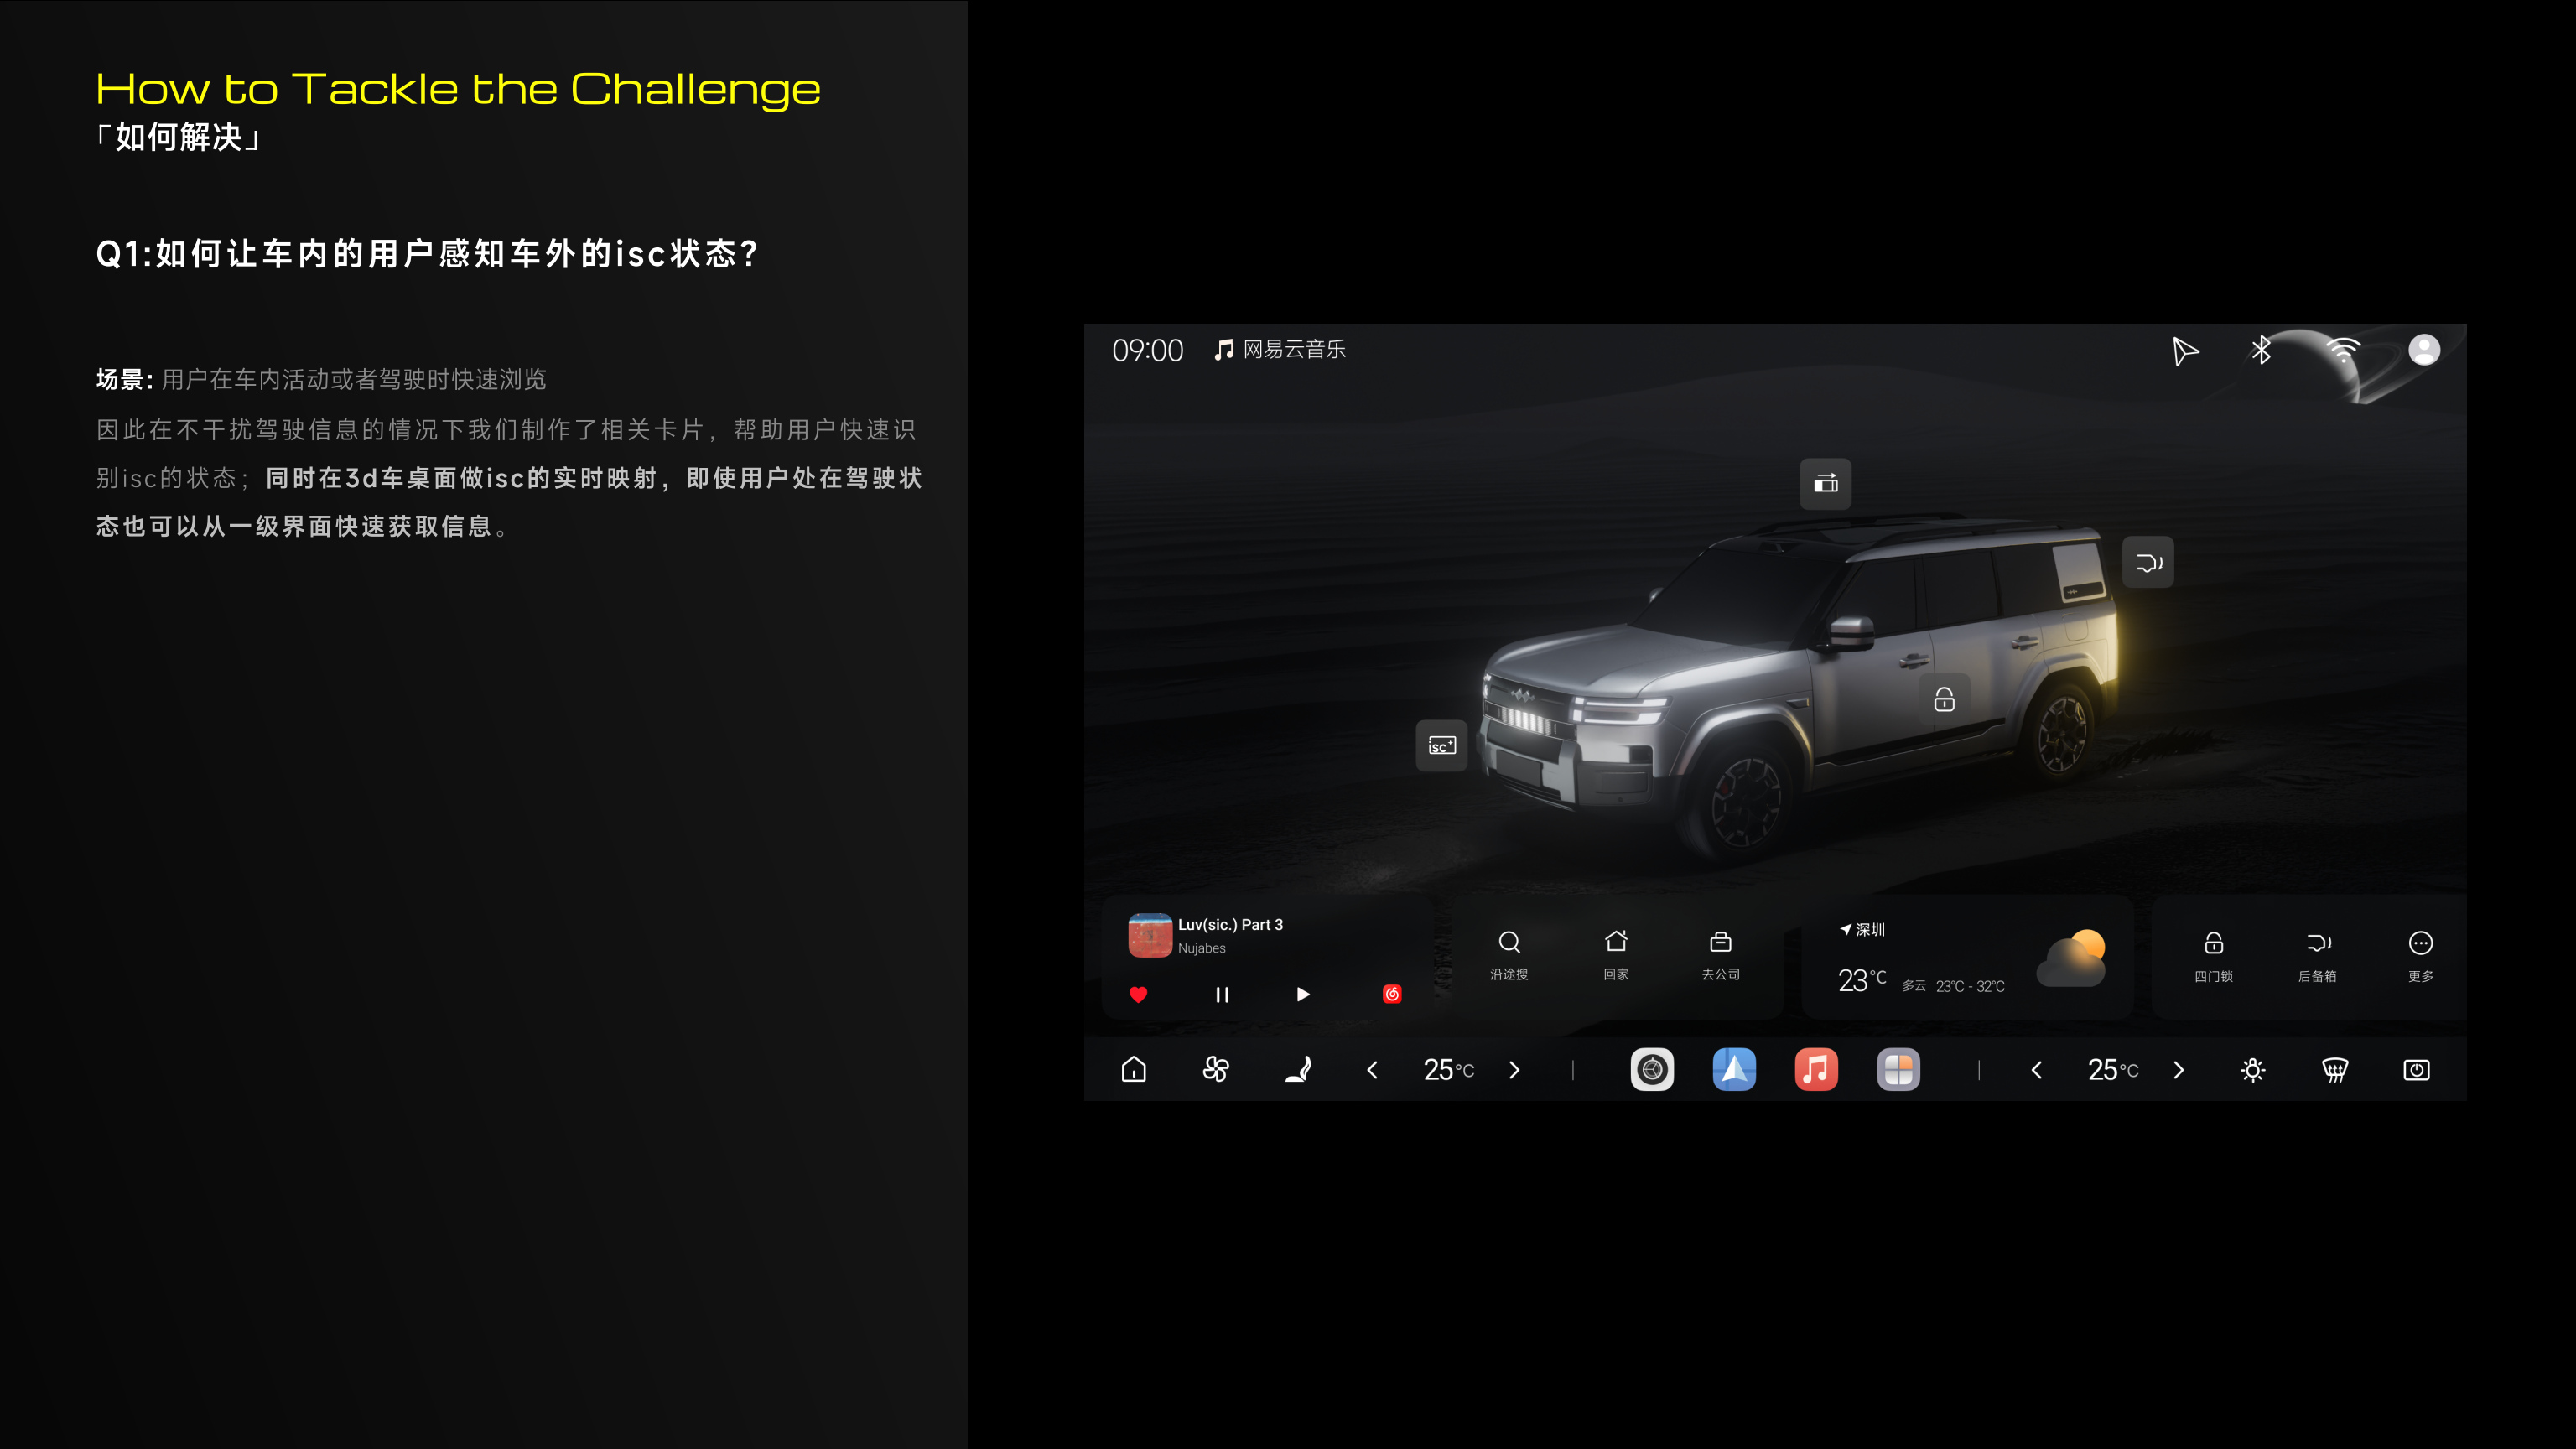 How to Tackle the Challenge
「如何解决」
Q1:如何让车内的用户感知车外的isc状态？
场景：用户在车内活动或者驾驶时快速浏览
因此在不干扰驾驶信息的情况下我们制作了相关卡片，帮助用户快速识
别isc的状态；同时在3d车桌面做isc的实时映射，即使用户处在驾驶状
态也可以从一级界面快速获取信息。
09:00 网易云音乐
isc+
Luv(sic.) Part 3
Nujabes
沿途搜 回家 去公司
深圳
23°C 多云 23°C - 32°C
四门锁 后备箱 更多
25°C 25°C